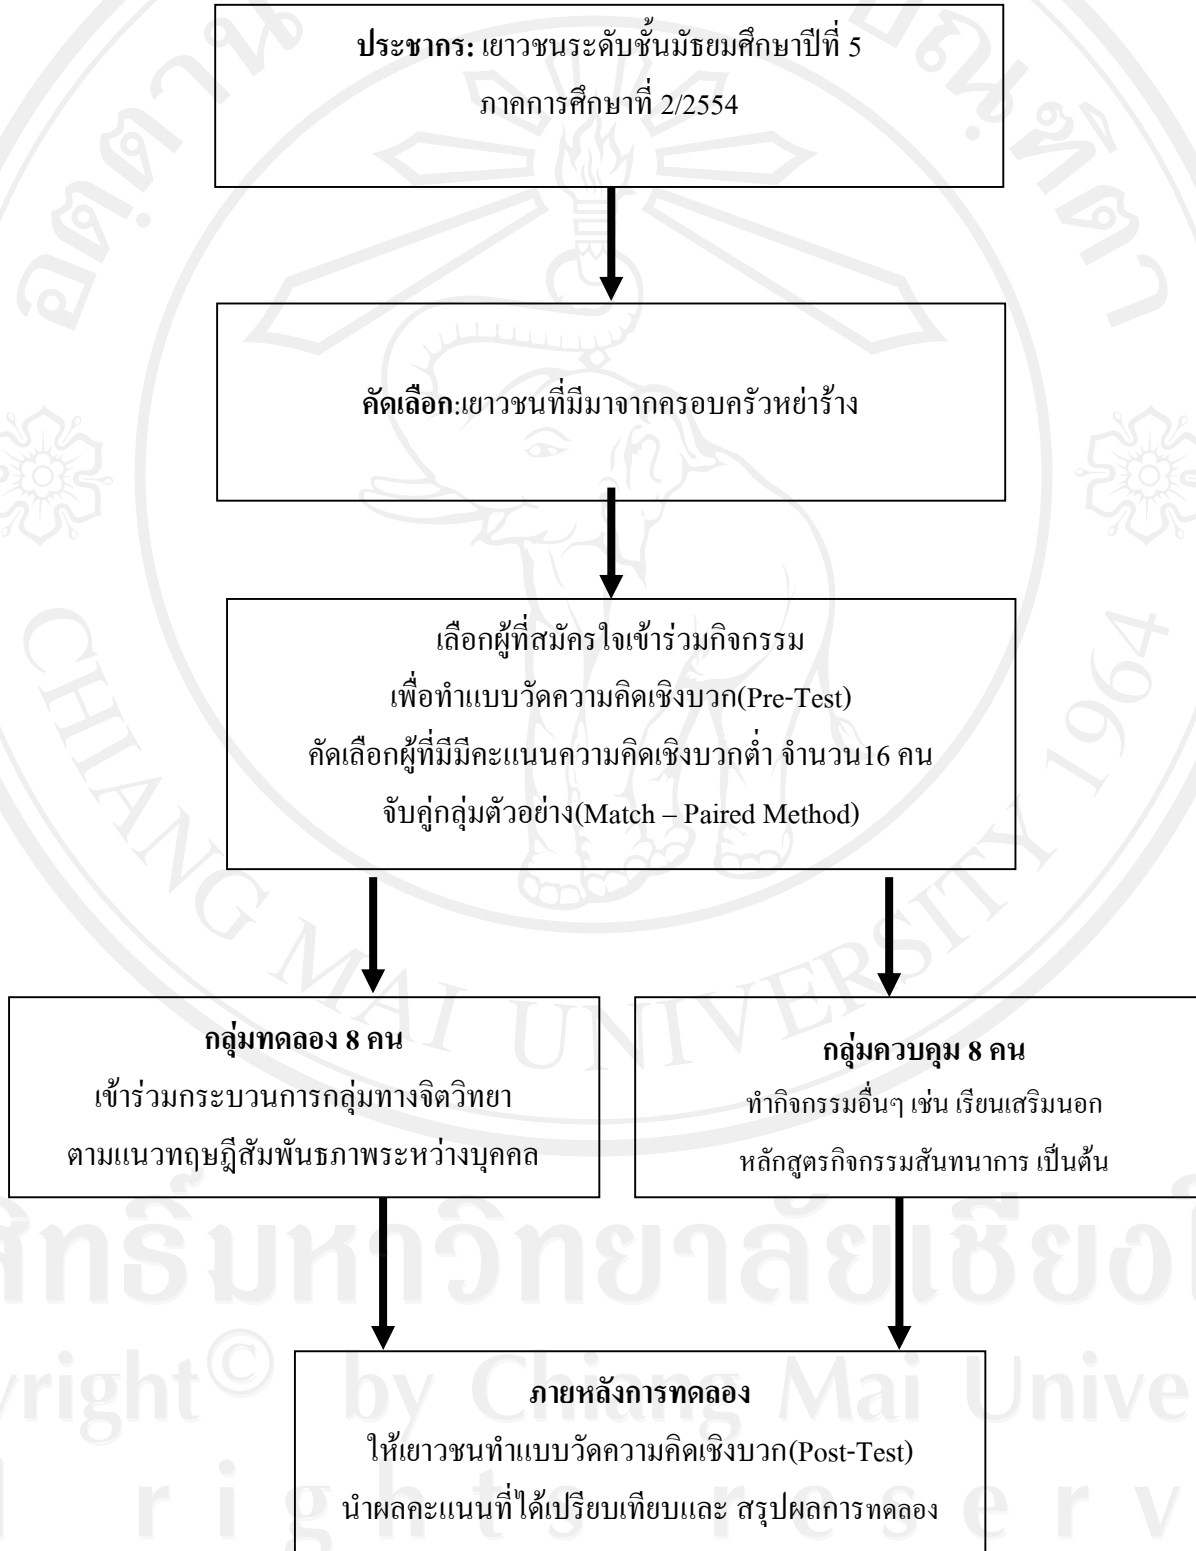 ประชากร: เยาวชนระดับชั้นมัธยมศึกษาปีที่ 5
ภาคการศึกษาที่ 2/2554
คัดเลือก:เยาวชนที่มีมาจากครอบครัวหย่าร้าง
เลือกผู้ที่สมัครใจเข้าร่วมกิจกรรม
เพื่อทำแบบวัดความคิดเชิงบวก(Pre-Test)
คัดเลือกผู้ที่มีมีคะแนนความคิดเชิงบวกต่ำ จำนวน16 คน
จับคู่กลุ่มตัวอย่าง(Match – Paired Method)
กลุ่มทดลอง 8 คน
เข้าร่วมกระบวนการกลุ่มทางจิตวิทยา
ตามแนวทฤษฎีสัมพันธภาพระหว่างบุคคล
กลุ่มควบคุม 8 คน
ทำกิจกรรมอื่นๆ เช่น เรียนเสริมนอก
หลักสูตรกิจกรรมสันทนาการ เป็นต้น
ภายหลังการทดลอง
ให้เยาวชนทำแบบวัดความคิดเชิงบวก(Post-Test)
นำผลคะแนนที่ได้เปรียบเทียบและ สรุปผลการทดลอง
CHIANG MAI UNIVERSITY 1964
by Chiang Mai